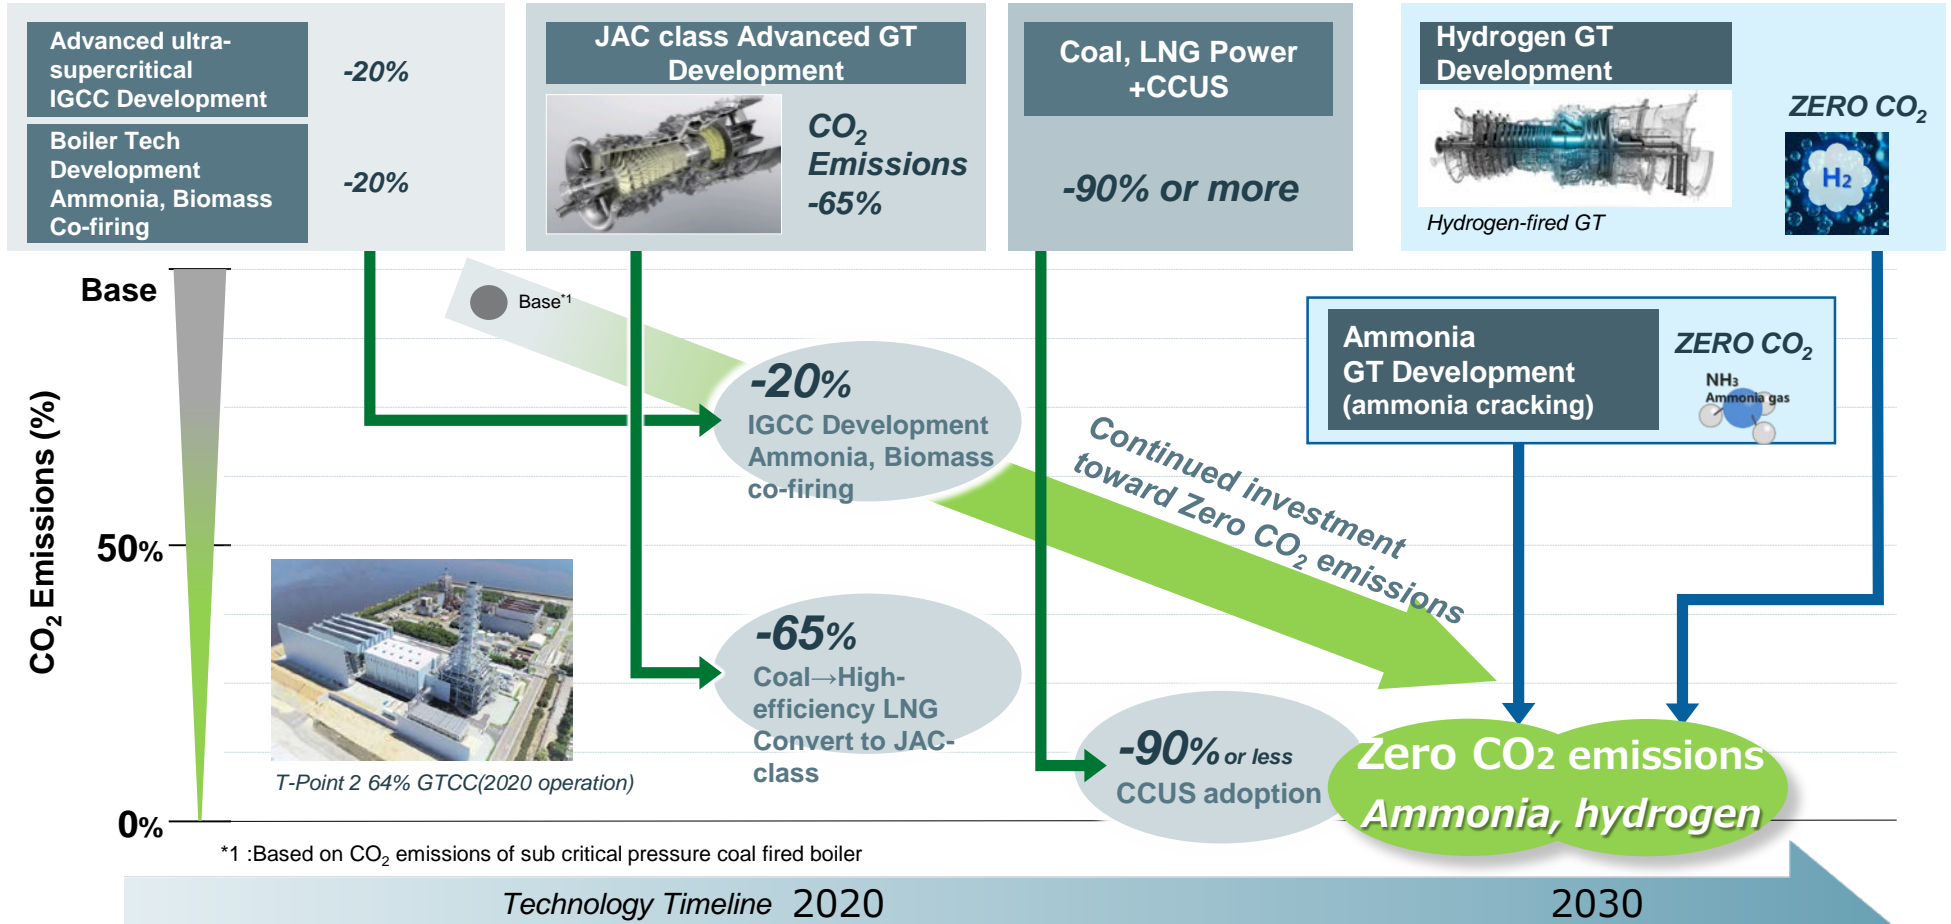 Advanced ultra-
supercritical
IGCC Development
-20%
Boiler Tech
Development
Ammonia, Biomass
Co-firing
-20%
JAC class Advanced GT
Development
CO2
Emissions
-65%
Coal, LNG Power
+CCUS
-90% or more
Hydrogen GT
Development
ZERO CO2
H2
Hydrogen-fired GT
Base
Base*1
Ammonia
GT Development
(ammonia cracking)
ZERO CO2
NH3
Ammonia gas
-20%
IGCC Development
Ammonia, Biomass
co-firing
Continued investment
toward Zero CO2 emissions
CO2 Emissions (%)
50%
-65%
Coal→High-
efficiency LNG
Convert to JAC-
class
T-Point 2 64% GTCC(2020 operation)
-90% or less
CCUS adoption
Zero CO2 emissions
Ammonia, hydrogen
0%
*1 :Based on CO2 emissions of sub critical pressure coal fired boiler
Technology Timeline 2020
2030